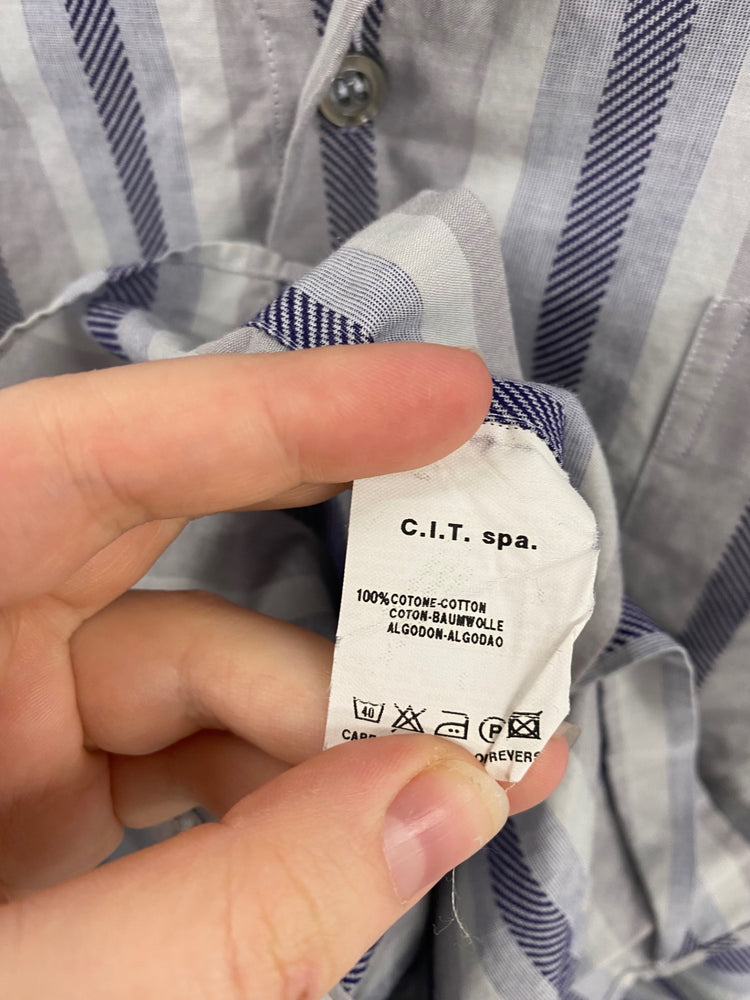 C.I.T. spa.
100% COTONE-COTTON
COTON-BAUMWOLLE
ALGODON-ALGODAO
40 P